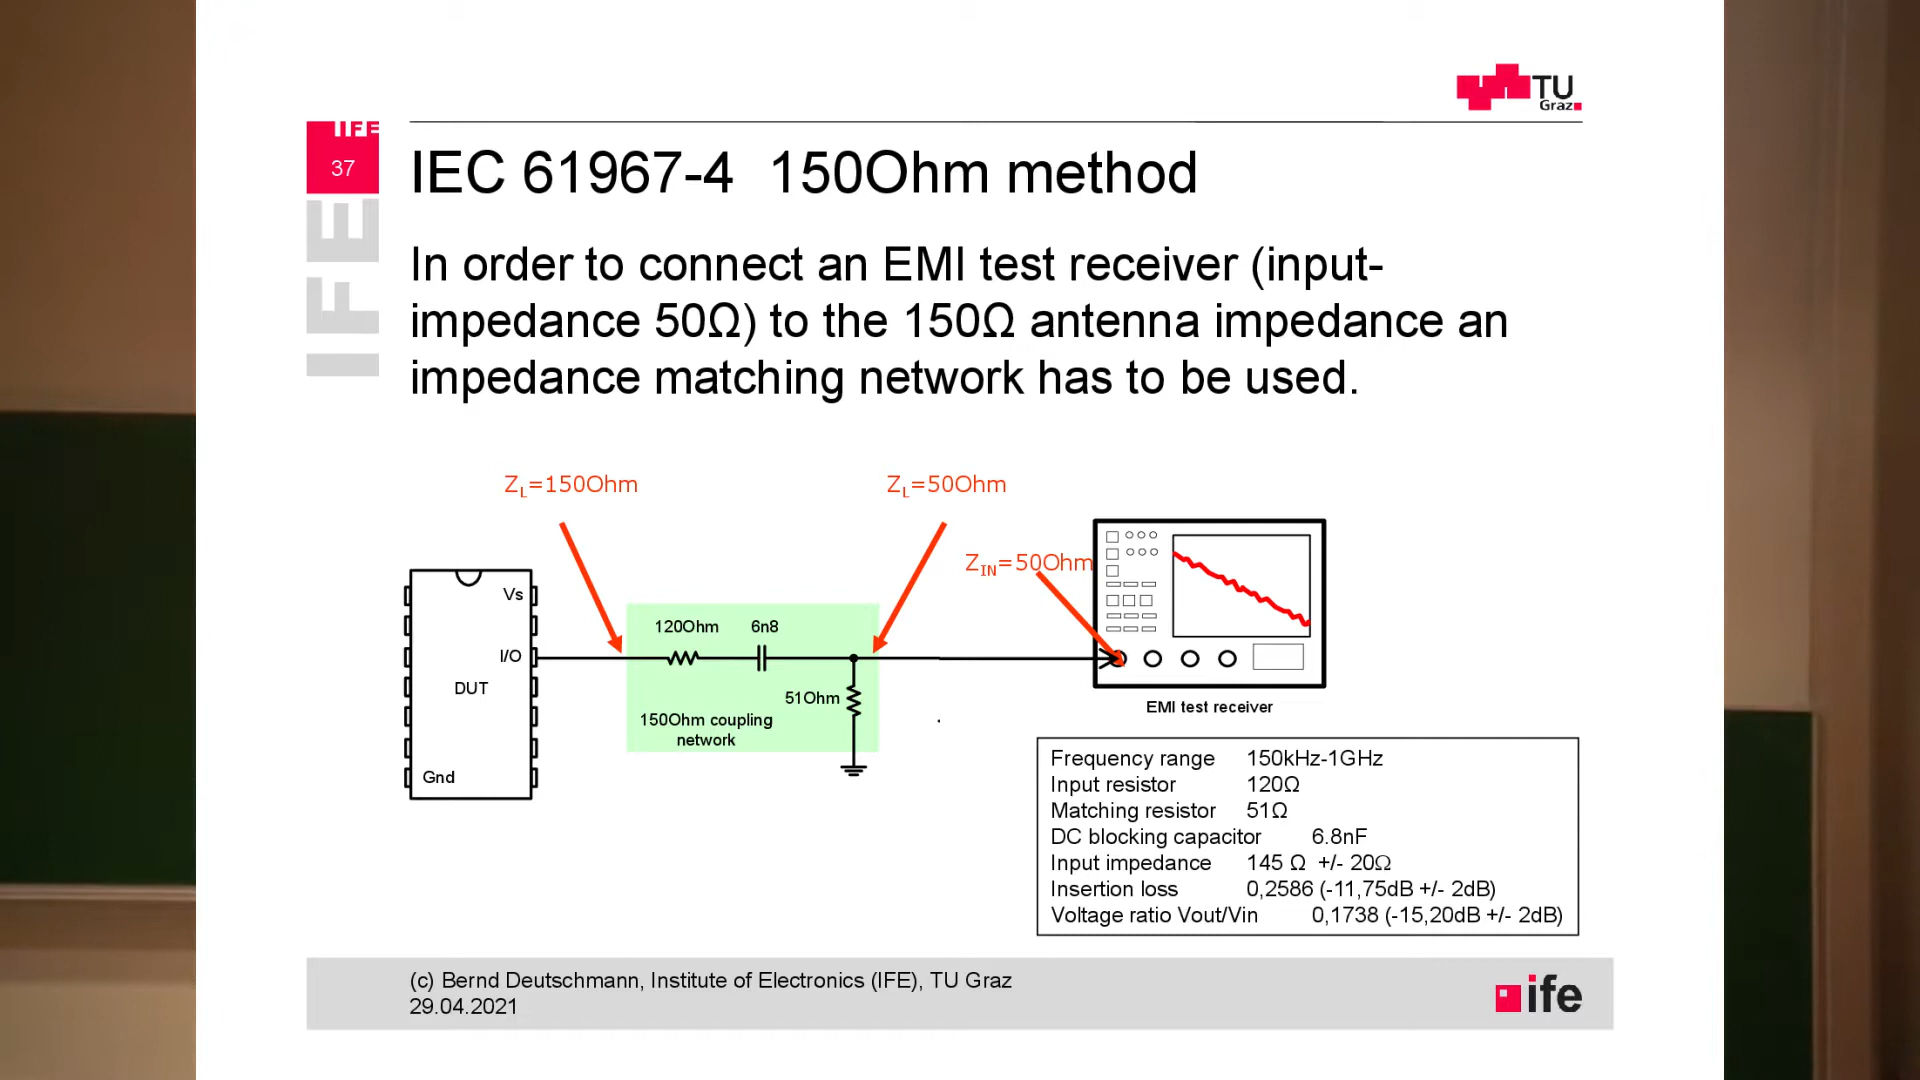 TU
Graz
IFE
37
IFE
IEC 61967-4 150Ohm method
In order to connect an EMI test receiver (input-
impedance 50Ω) to the 150Ω antenna impedance an
impedance matching network has to be used.
ZL=150Ohm
ZL=50Ohm
ZIN=50Ohm
Vs
I/O
DUT
Gnd
120Ohm
6n8
51Ohm
150Ohm coupling
network
EMI test receiver
Frequency range 150kHz-1GHz
Input resistor 120Ω
Matching resistor 51Ω
DC blocking capacitor 6.8nF
Input impedance 145 Ω +/- 20Ω
Insertion loss 0,2586 (-11,75dB +/- 2dB)
Voltage ratio Vout/Vin 0,1738 (-15,20dB +/- 2dB)
(c) Bernd Deutschmann, Institute of Electronics (IFE), TU Graz
29.04.2021
ife